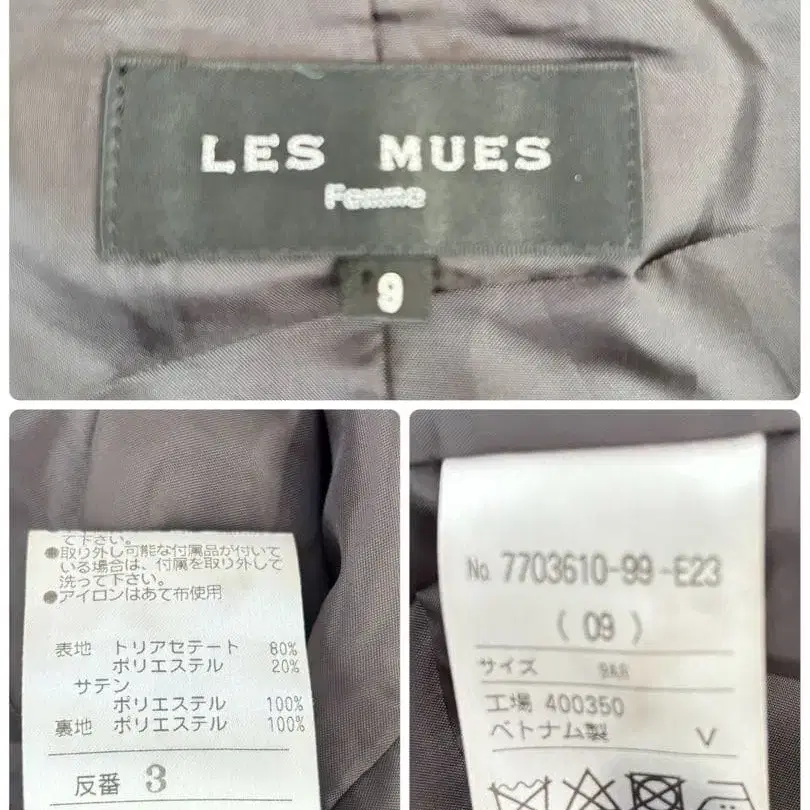 LES MUES
Femme
9
て下さい。
●取り外し可能な付属品が付いて
いる場合は、付属を取り外して
洗って下さい。
●アイロンはあて布使用
表地 トリアセテート 80%
ポリエステル 20%
サテン
ポリエステル 100%
裏地 ポリエステル 100%
反番 3
No. 7703610-99-E23
( 09 )
サイズ 9AR
工場 400350
ベトナム製 V